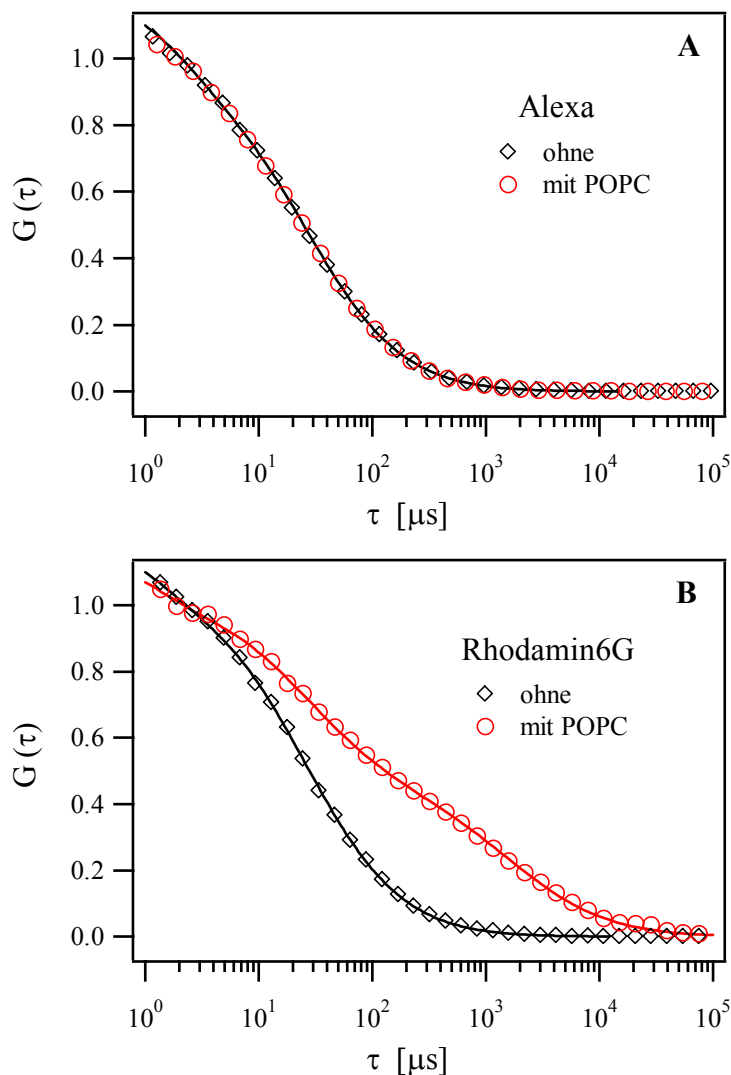 A
Alexa
ohne
mit POPC
G (τ)
1.0
0.8
0.6
0.4
0.2
0.0
10⁰ 10¹ 10² 10³ 10⁴ 10⁵
τ [μs]
B
Rhodamin6G
ohne
mit POPC
G (τ)
1.0
0.8
0.6
0.4
0.2
0.0
10⁰ 10¹ 10² 10³ 10⁴ 10⁵
τ [μs]